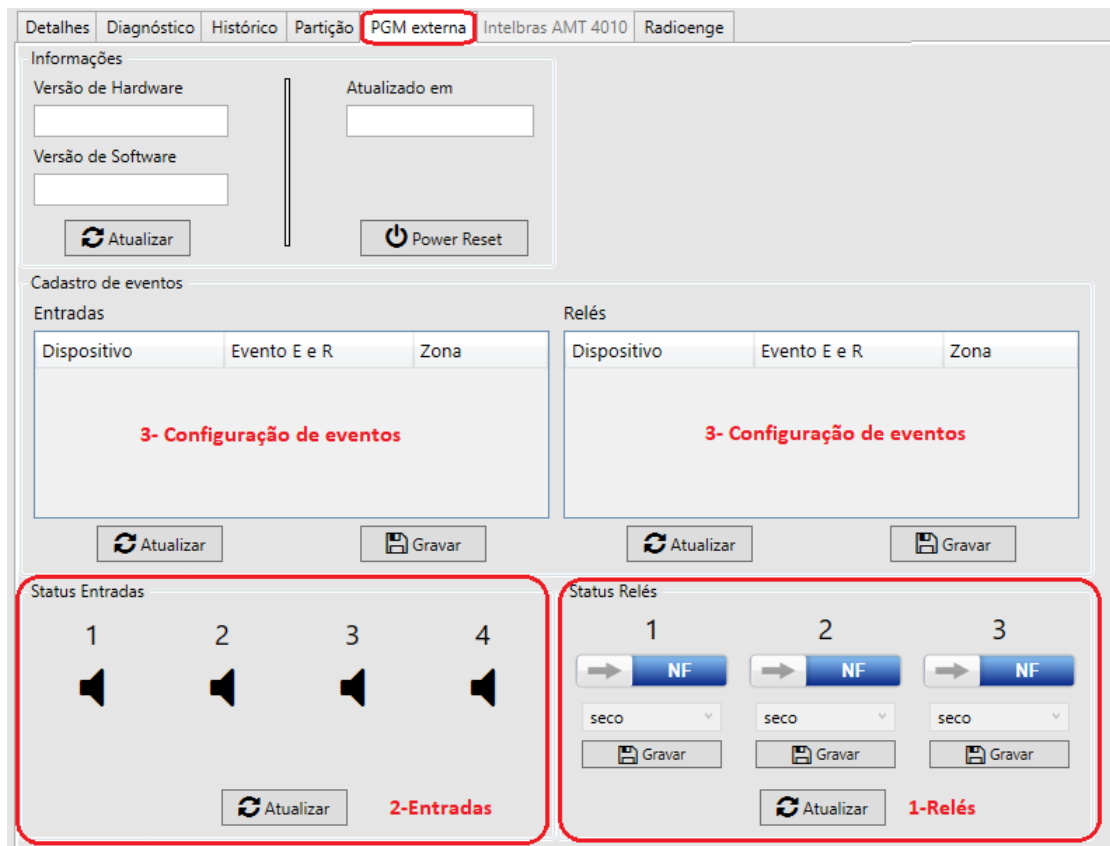 Detalhes Diagnóstico Histórico Partição PGM externa Intelbras AMT 4010 Radioenge
Informações
Versão de Hardware Atualizado em
Versão de Software
Atualizar Power Reset
Cadastro de eventos
Entradas Relés
Dispositivo Evento E e R Zona Dispositivo Evento E e R Zona
3- Configuração de eventos 3- Configuração de eventos
Atualizar Gravar Atualizar Gravar
Status Entradas Status Relés
1 2 3 4 1 2 3
NF NF NF
seco seco seco
Gravar Gravar Gravar
Atualizar 2-Entradas Atualizar 1-Relés